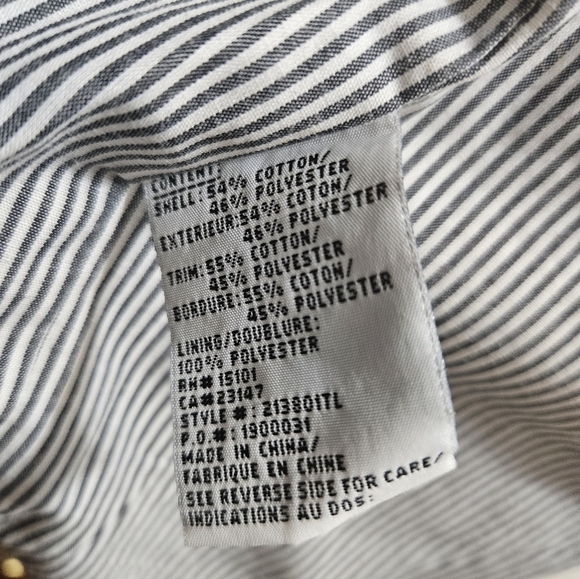 CONTENT:
SHELL: 54% COTTON/
46% POLYESTER
EXTERIEUR: 54% COTON/
46% POLYESTER
TRIM: 55% COTTON/
45% POLYESTER
BORDURE: 55% COTON/
45% POLYESTER
LINING/DOUBLURE:
100% POLYESTER
RN# 15101
CA#23147
STYLE #: 213801TL
P.O.#: 1900031
MADE IN CHINA/
FABRIQUE EN CHINE
SEE REVERSE SIDE FOR CARE/
INDICATIONS AU DOS: